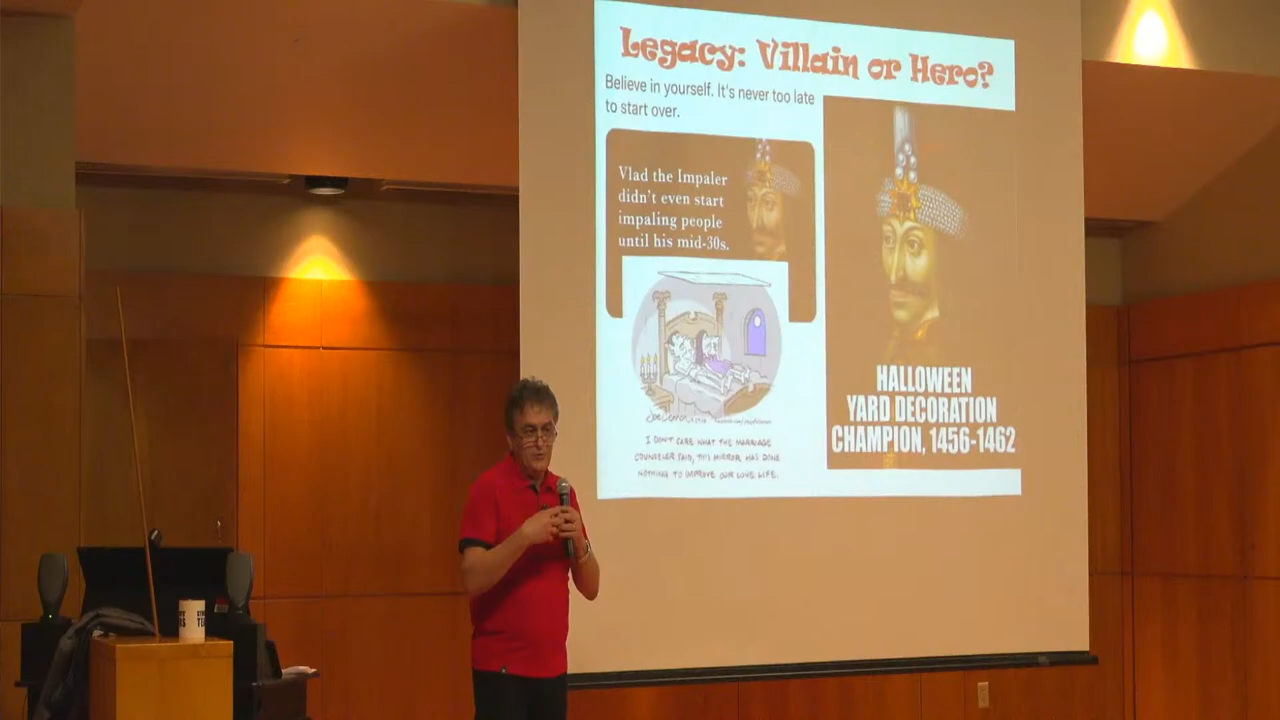 Legacy: Villain or Hero?
Believe in yourself. It's never too late
to start over.
Vlad the Impaler
didn't even start
impaling people
until his mid-30s.
I DON'T CARE WHAT THE MARRIAGE
COUNSELER SAID, THIS MIRROR HAS DONE
NOTHING TO IMPROVE OUR LOVE LIFE.
HALLOWEEN
YARD DECORATION
CHAMPION, 1456-1462